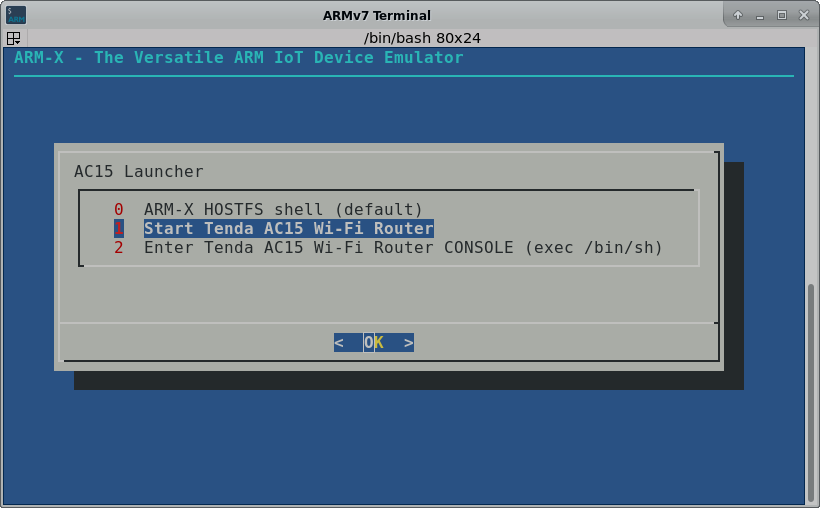 S
ARM
ARMv7 Terminal
/bin/bash 80x24
ARM-X - The Versatile ARM IoT Device Emulator
AC15 Launcher
0 ARM-X HOSTFS shell (default)
1 Start Tenda AC15 Wi-Fi Router
2 Enter Tenda AC15 Wi-Fi Router CONSOLE (exec /bin/sh)
< OK >